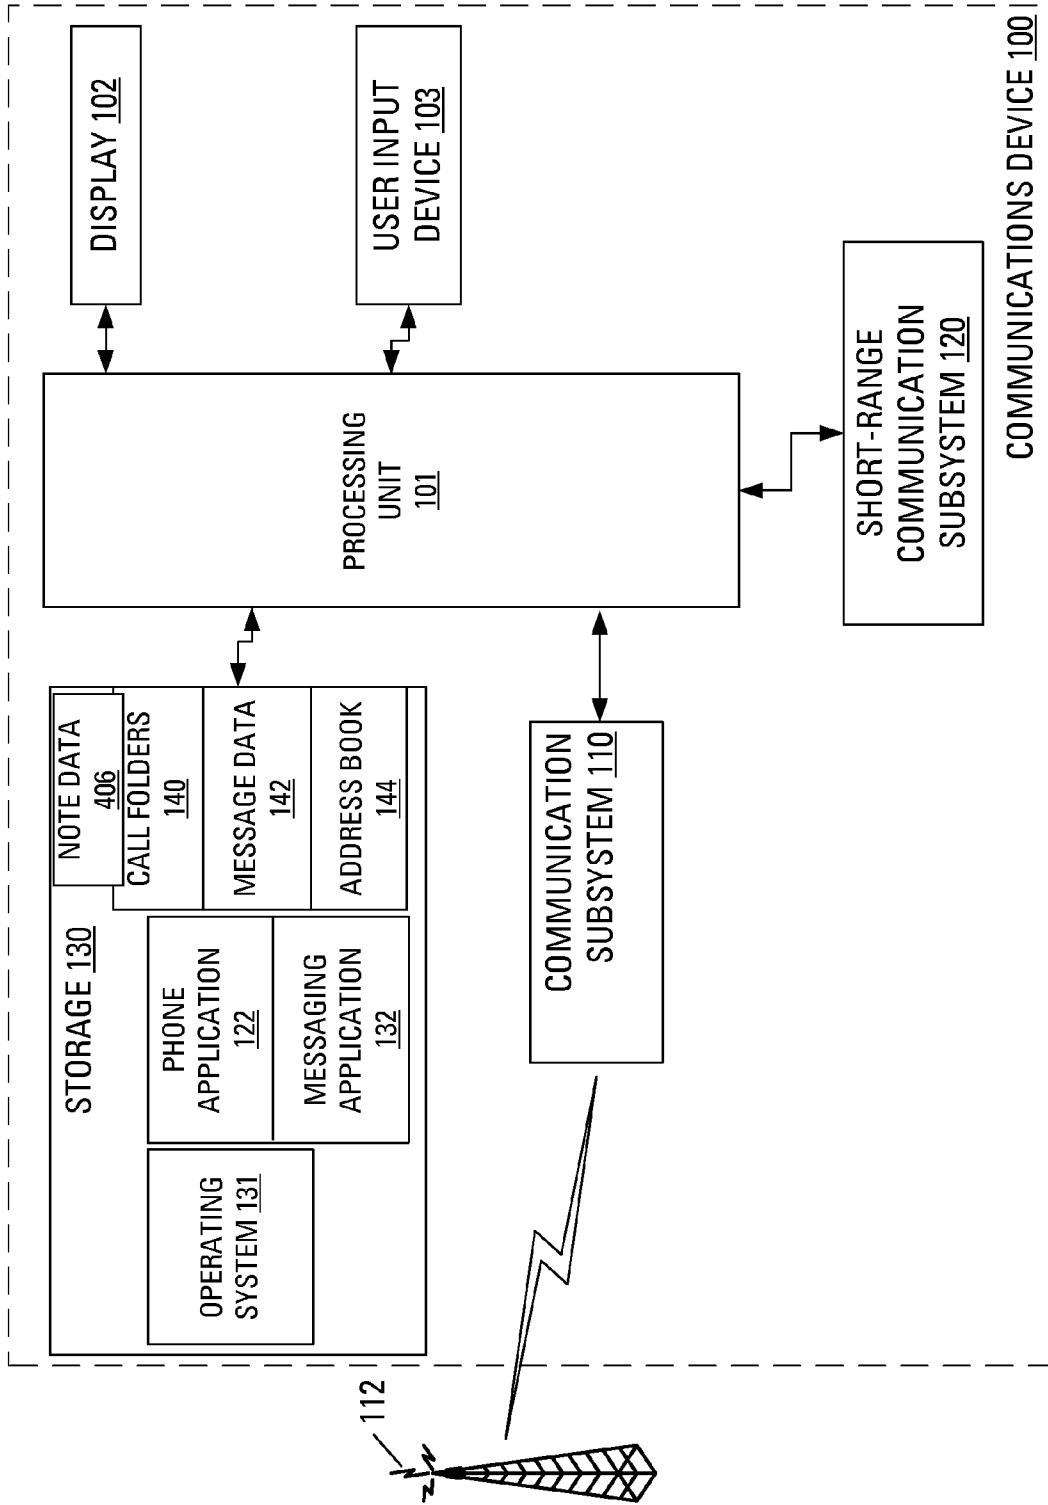 112
STORAGE 130
OPERATING
SYSTEM 131
PHONE
APPLICATION
122
MESSAGING
APPLICATION
132
NOTE DATA
406
CALL FOLDERS
140
MESSAGE DATA
142
ADDRESS BOOK
144
COMMUNICATION
SUBSYSTEM 110
PROCESSING
UNIT
101
DISPLAY 102
USER INPUT
DEVICE 103
SHORT-RANGE
COMMUNICATION
SUBSYSTEM 120
COMMUNICATIONS DEVICE 100